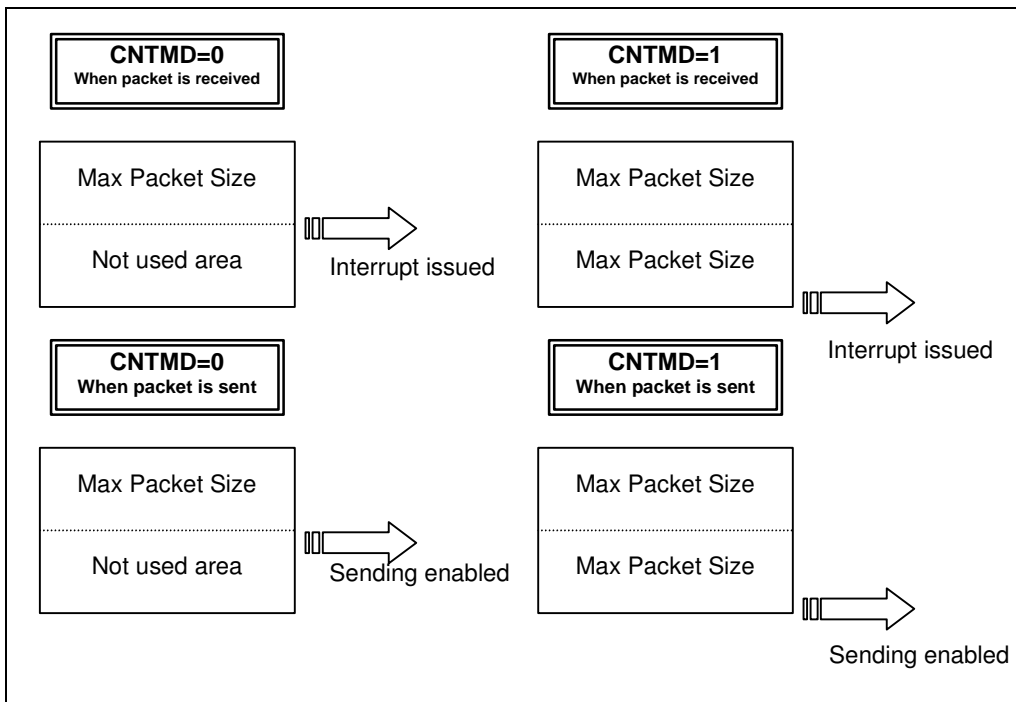 CNTMD=0
When packet is received
CNTMD=1
When packet is received
Max Packet Size
Not used area
Interrupt issued
Max Packet Size
Max Packet Size
Interrupt issued
CNTMD=0
When packet is sent
CNTMD=1
When packet is sent
Max Packet Size
Not used area
Sending enabled
Max Packet Size
Max Packet Size
Sending enabled